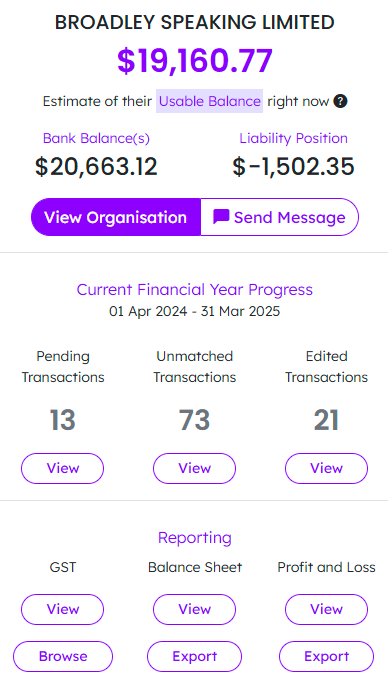 BROADLEY SPEAKING LIMITED
$19,160.77
Estimate of their Usable Balance right now ?
Bank Balance(s) Liability Position
$20,663.12 $-1,502.35
View Organisation Send Message
Current Financial Year Progress
01 Apr 2024 - 31 Mar 2025
Pending Unmatched Edited
Transactions Transactions Transactions
13 73 21
View View View
Reporting
GST Balance Sheet Profit and Loss
View View View
Browse Export Export